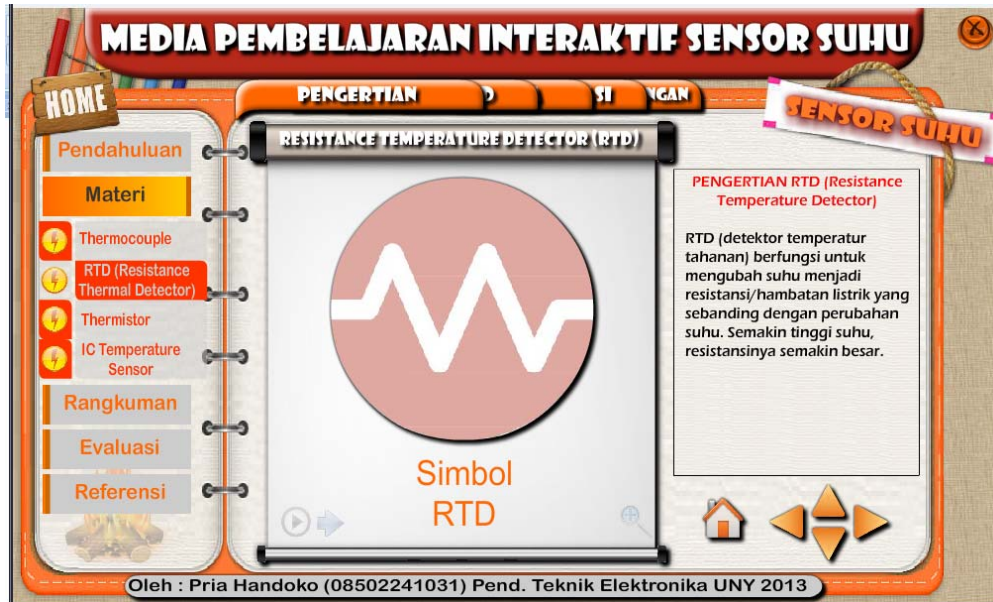 MEDIA PEMBELAJARAN INTERAKTIF SENSOR SUHU
HOME
PENGERTIAN
SI
NGAN
SENSOR SUHU
Pendahuluan
Materi
Thermocouple
RTD (Resistance
Thermal Detector)
Thermistor
IC Temperature
Sensor
Rangkuman
Evaluasi
Referensi
RESISTANCE TEMPERATURE DETECTOR (RTD)
Simbol
RTD
PENGERTIAN RTD (Resistance
Temperature Detector)
RTD (detektor temperatur
tahanan) berfungsi untuk
mengubah suhu menjadi
resistansi/hambatan listrik yang
sebanding dengan perubahan
suhu. Semakin tinggi suhu,
resistansinya semakin besar.
Oleh : Pria Handoko (08502241031) Pend. Teknik Elektronika UNY 2013